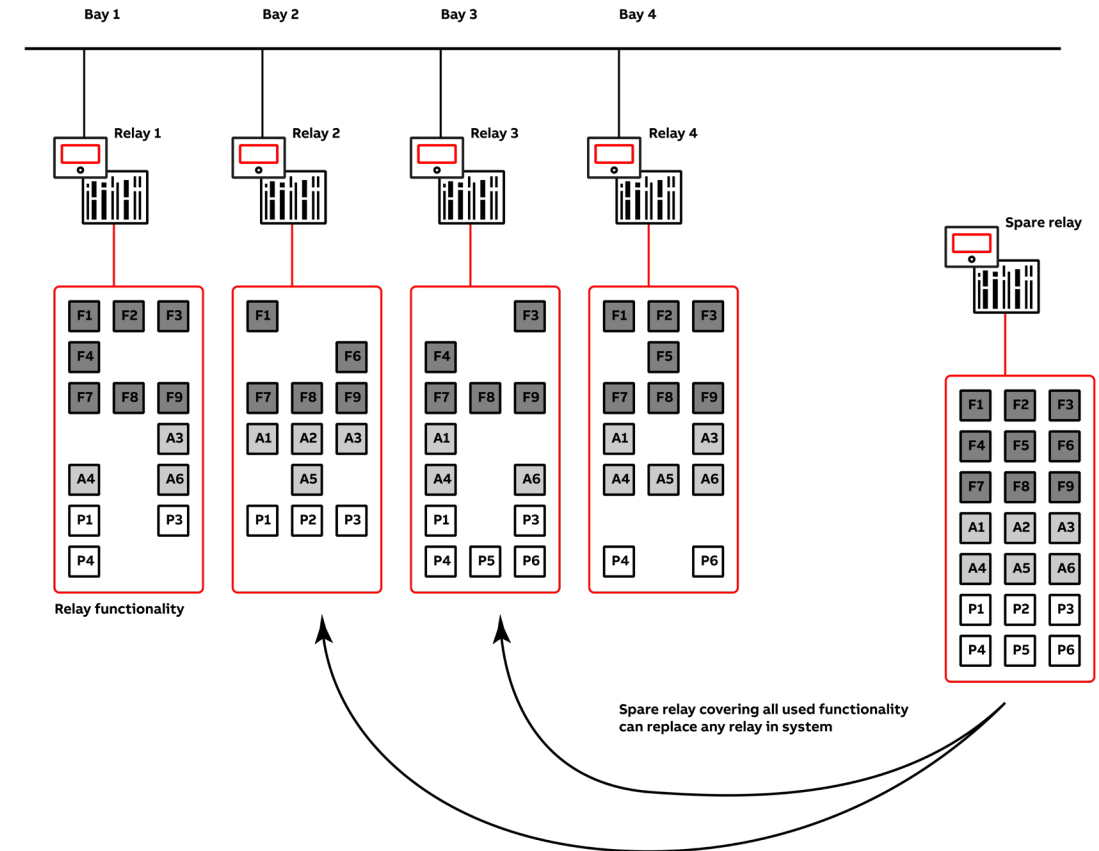 Bay 1
Bay 2
Bay 3
Bay 4
Relay 1
Relay 2
Relay 3
Relay 4
Spare relay
F1 F2 F3
F4
F7 F8 F9
A3
A4 A6
P1 P3
P4
F1
F6
F7 F8 F9
A1 A2 A3
A5
P1 P2 P3
F3
F4
F7 F8 F9
A1
A4 A6
P1 P3
P4 P5 P6
F1 F2 F3
F5
F7 F8 F9
A1 A3
A4 A5 A6
P4 P6
F1 F2 F3
F4 F5 F6
F7 F8 F9
A1 A2 A3
A4 A5 A6
P1 P2 P3
P4 P5 P6
Relay functionality
Spare relay covering all used functionality
can replace any relay in system